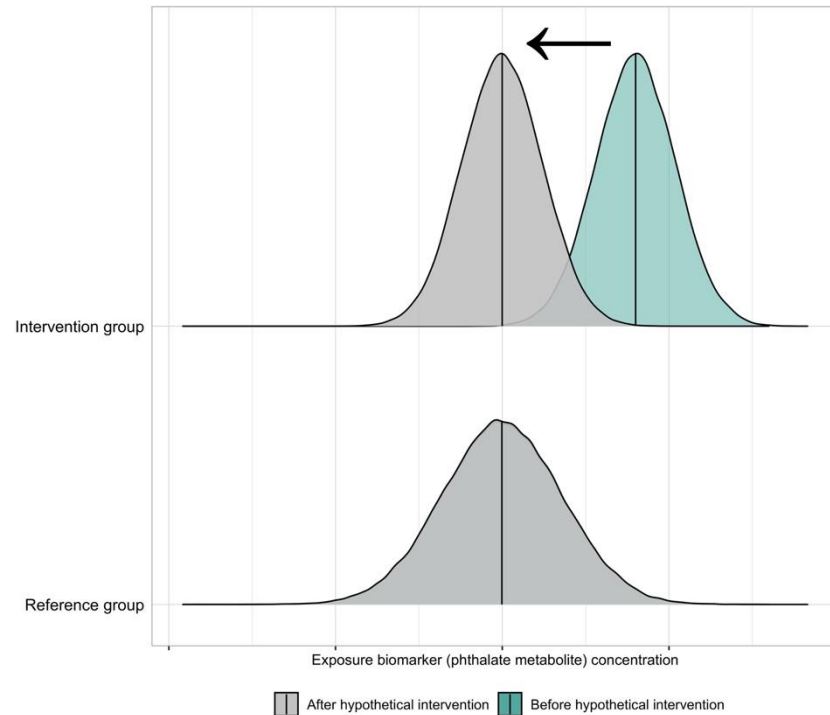 Intervention group
Reference group
Exposure biomarker (phthalate metabolite) concentration
After hypothetical intervention Before hypothetical intervention